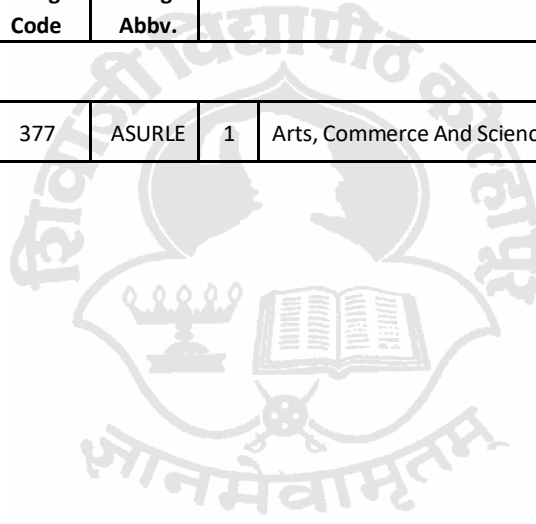 Code Abbv.
377 ASURLE 1 Arts, Commerce And Scienc
शिवाजी विद्यापीठ कोल्हापूर
ज्ञानमेवामृतम्